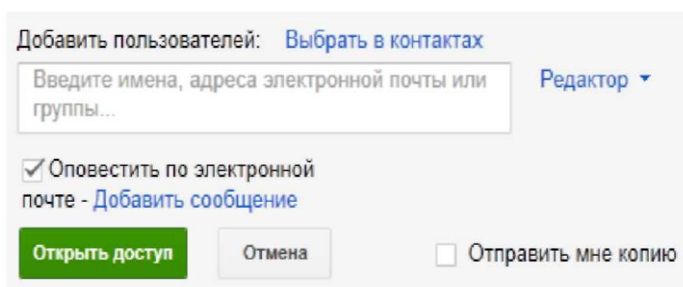 Добавить пользователей: Выбрать в контактах
Введите имена, адреса электронной почты или
группы...
Редактор
Оповестить по электронной
почте - Добавить сообщение
Открыть доступ Отмена Отправить мне копию